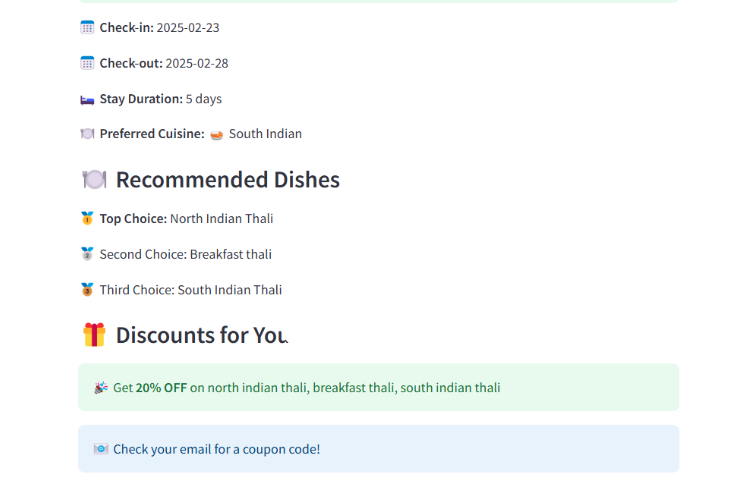 Check-in: 2025-02-23
Check-out: 2025-02-28
Stay Duration: 5 days
Preferred Cuisine: South Indian
Recommended Dishes
Top Choice: North Indian Thali
Second Choice: Breakfast thali
Third Choice: South Indian Thali
Discounts for You
Get 20% OFF on north indian thali, breakfast thali, south indian thali
Check your email for a coupon code!